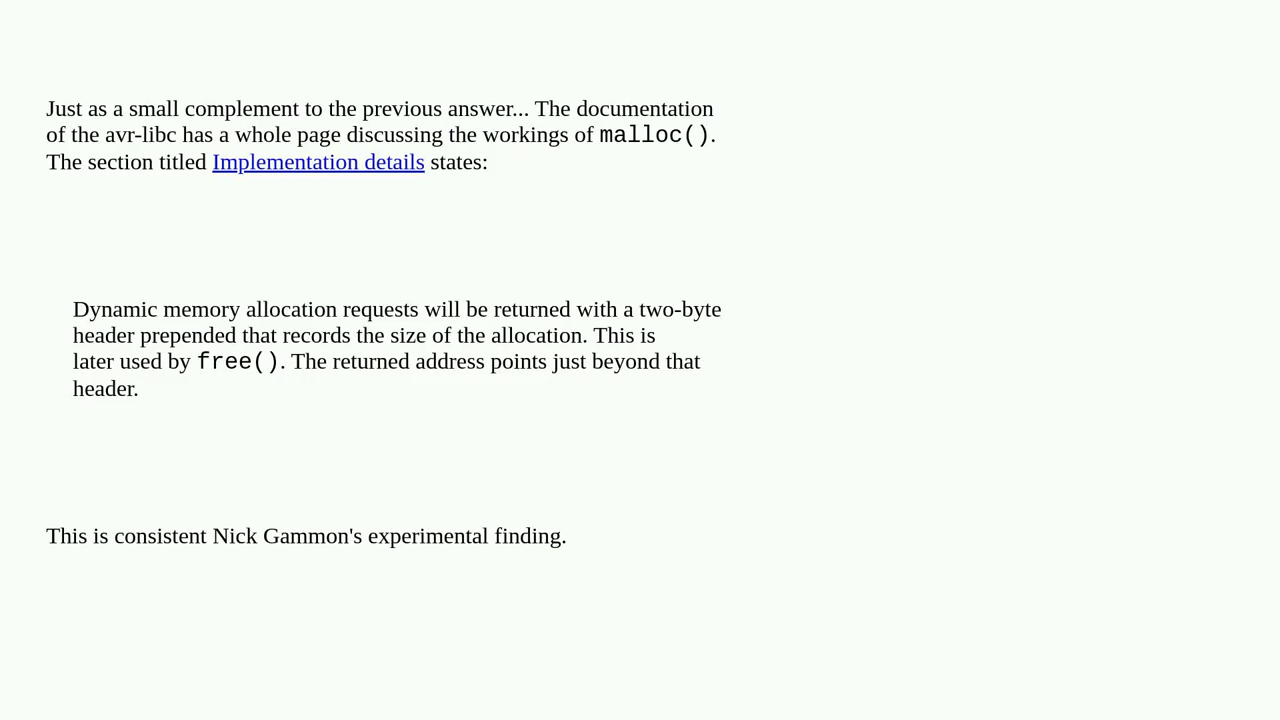 Just as a small complement to the previous answer... The documentation
of the avr-libc has a whole page discussing the workings of malloc().
The section titled Implementation details states:
Dynamic memory allocation requests will be returned with a two-byte
header prepended that records the size of the allocation. This is
later used by free(). The returned address points just beyond that
header.
This is consistent Nick Gammon's experimental finding.